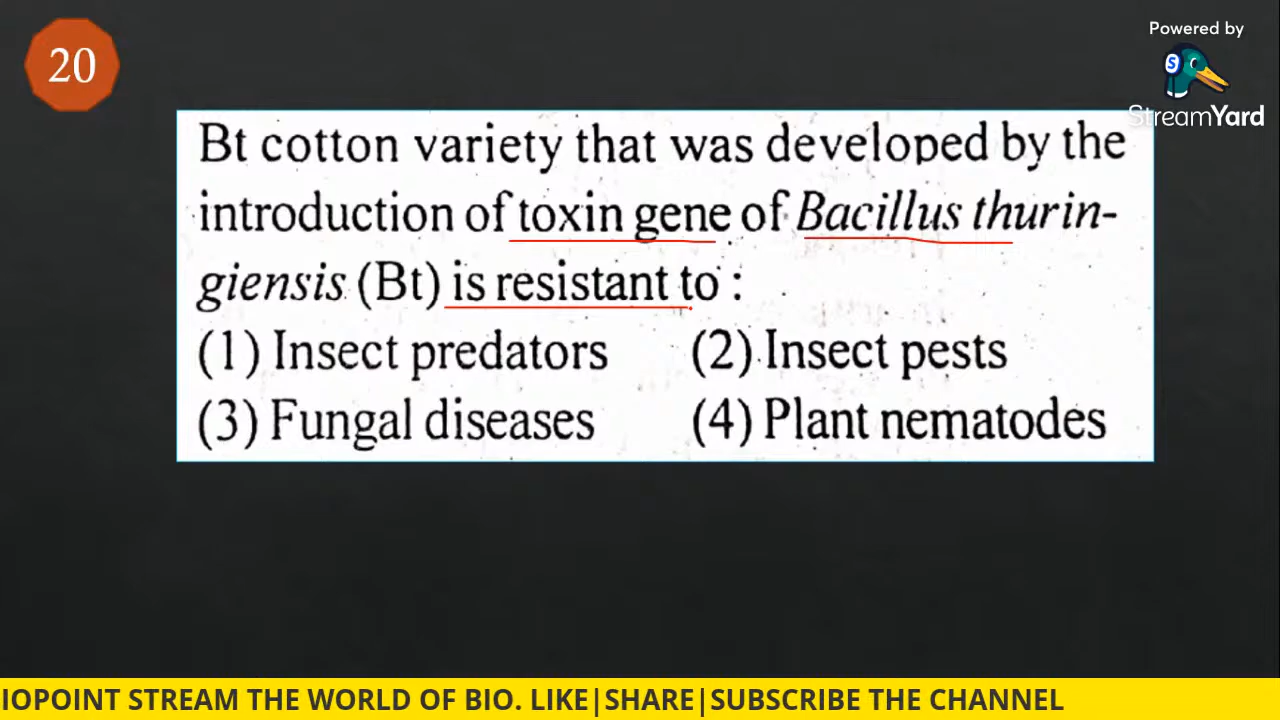 20
Powered by
StreamYard
Bt cotton variety that was developed by the
introduction of toxin gene of Bacillus thurin-
giensis (Bt) is resistant to :
(1) Insect predators (2) Insect pests
(3) Fungal diseases (4) Plant nematodes
IOPOINT STREAM THE WORLD OF BIO. LIKE|SHARE|SUBSCRIBE THE CHANNEL